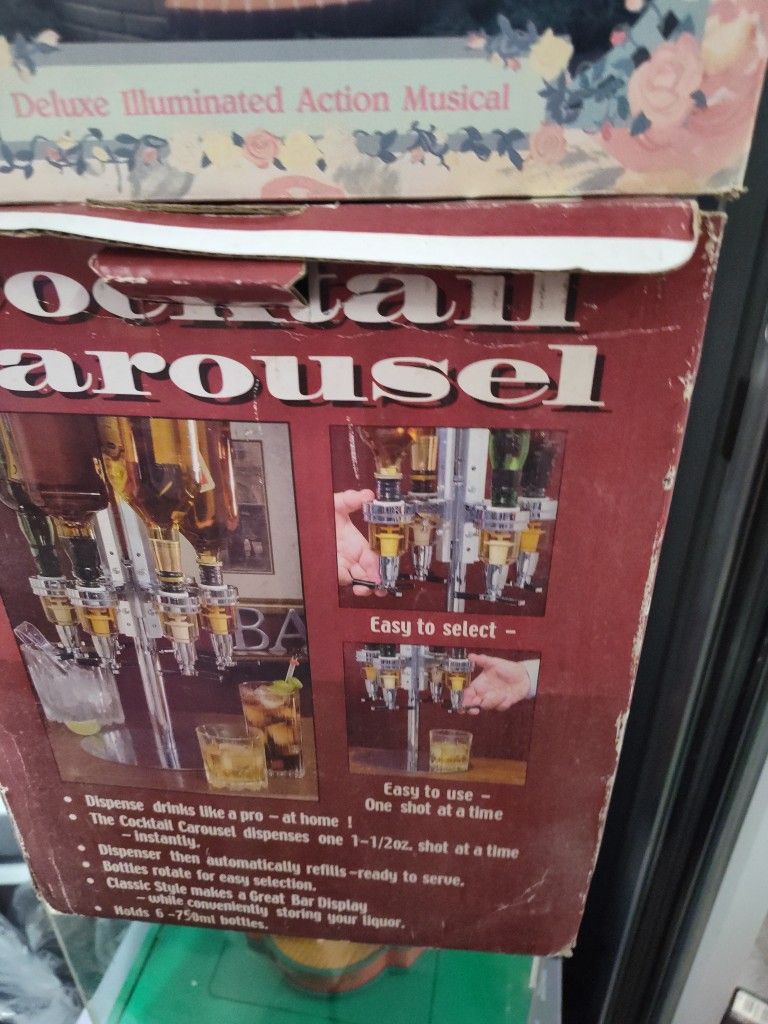 Deluxe Illuminated Action Musical
ocktail
arousel
BA
Easy to select -
Easy to use -
One shot at a time
• Dispense drinks like a pro - at home !
• The Cocktail Carousel dispenses one 1-1/2oz. shot at a time
- instantly.
• Dispenser then automatically refills - ready to serve.
• Bottles rotate for easy selection.
• Classic Style makes a Great Bar Display
- while conveniently storing your liquor.
• Holds 6 - 750ml bottles.